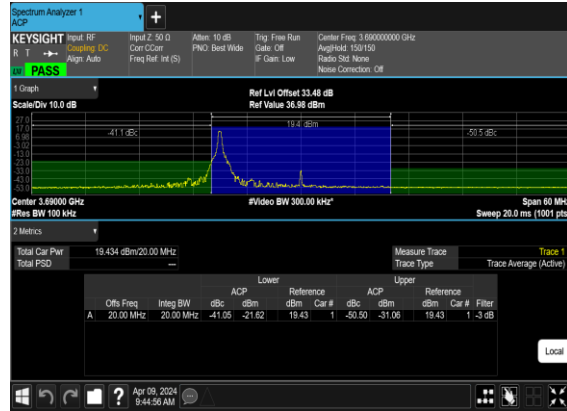 Spectrum Analyzer 1
ACP
KEYSIGHT
R T
LXI PASS
Input: RF
Coupling: DC
Align: Auto
Input Z: 50 Ω
Corr CCorr
Freq Ref: Int (S)
Atten: 10 dB
PNO: Best Wide
Trig: Free Run
Gate: Off
IF Gain: Low
Center Freq: 3.690000000 GHz
Avg|Hold: 150/150
Radio Std: None
Noise Correction: Off
1 Graph
Scale/Div 10.0 dB
Ref Lvl Offset 33.48 dB
Ref Value 36.98 dBm
27.0
17.0
6.98
-3.02
-13.0
-23.0
-33.0
-43.0
-53.0
-41.1 dBc
19.4 dBm
-50.5 dBc
Center 3.69000 GHz
#Res BW 100 kHz
#Video BW 300.00 kHz*
Span 60 MHz
Sweep 20.0 ms (1001 pts)
2 Metrics
Total Car Pwr 19.434 dBm/20.00 MHz
Total PSD ---
Measure Trace Trace 1
Trace Type Trace Average (Active)
Lower Upper
ACP Reference ACP Reference
Offs Freq Integ BW dBc dBm dBm Car # dBc dBm dBm Car # Filter
A 20.00 MHz 20.00 MHz -41.05 -21.62 19.43 1 -50.50 -31.06 19.43 1 -3 dB
Local
?
Apr 09, 2024
9:44:56 AM